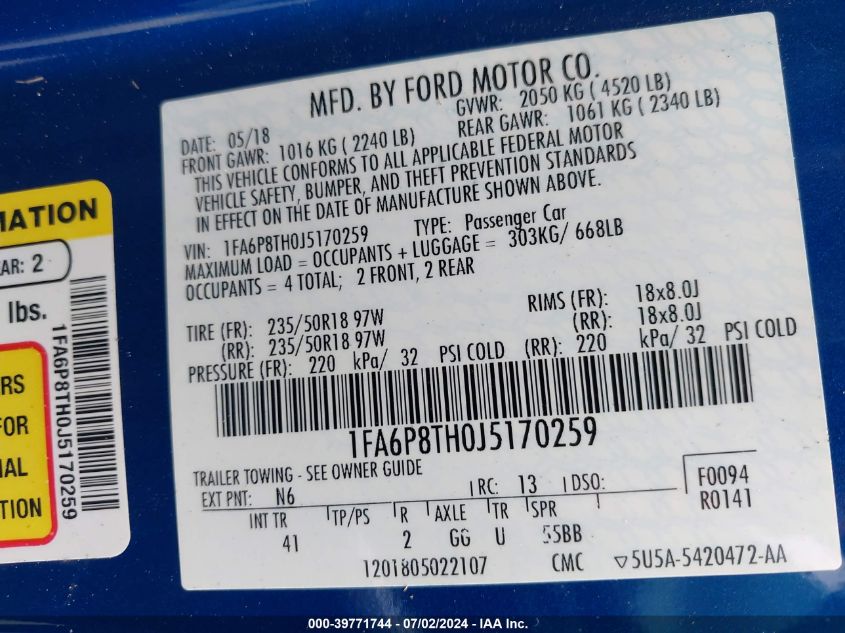 MFD. BY FORD MOTOR CO.
DATE: 05/18 GVWR: 2050 KG ( 4520 LB)
FRONT GAWR: 1016 KG ( 2240 LB) REAR GAWR: 1061 KG ( 2340 LB)
THIS VEHICLE CONFORMS TO ALL APPLICABLE FEDERAL MOTOR
VEHICLE SAFETY, BUMPER, AND THEFT PREVENTION STANDARDS
IN EFFECT ON THE DATE OF MANUFACTURE SHOWN ABOVE.
VIN: 1FA6P8TH0J5170259 TYPE: Passenger Car
MAXIMUM LOAD = OCCUPANTS + LUGGAGE = 303KG/ 668LB
OCCUPANTS = 4 TOTAL; 2 FRONT, 2 REAR
TIRE (FR): 235/50R18 97W RIMS (FR): 18x8.0J
(RR): 235/50R18 97W (RR): 18x8.0J
PRESSURE (FR): 220 kPa/ 32 PSI COLD (RR): 220 kPa/ 32 PSI COLD
1FA6P8TH0J5170259
TRAILER TOWING - SEE OWNER GUIDE
EXT PNT: N6 RC: 13 DSO: F0094
R0141
INT TR TP/PS R AXLE TR SPR
41 2 GG U 55BB
1201805022107 CMC 5U5A-5420472-AA
MATION
AR: 2
lbs.
1FA6P8TH0J5170259
RS
FOR
AL
TION
000-39771744 - 07/02/2024 - IAA Inc.